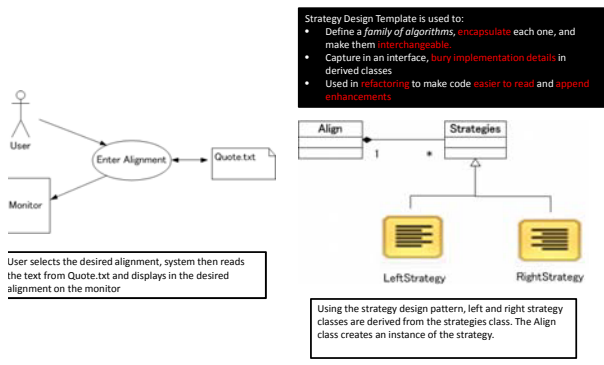 Strategy Design Template is used to:
• Define a family of algorithms, encapsulate each one, and
make them interchangeable.
• Capture in an interface, bury implementation details in
derived classes
• Used in refactoring to make code easier to read and append
enhancements
User
Enter Alignment
Quote.txt
Monitor
User selects the desired alignment, system then reads
the text from Quote.txt and displays in the desired
alignment on the monitor
Align
Strategies
1
*
LeftStrategy
RightStrategy
Using the strategy design pattern, left and right strategy
classes are derived from the strategies class. The Align
class creates an instance of the strategy.